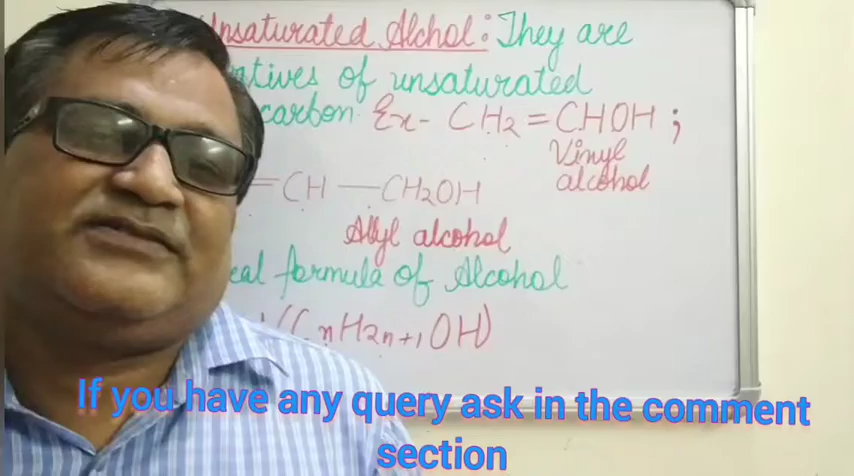 Unsaturated Alchol : They are
atives of unsaturated
carbon. Ex- CH2 = CHOH ;
Vinyl
alcohol
= CH — CH2OH
Allyl alcohol
cal formula of Alcohol
(CnH2n+1OH)
If you have any query ask in the comment
section